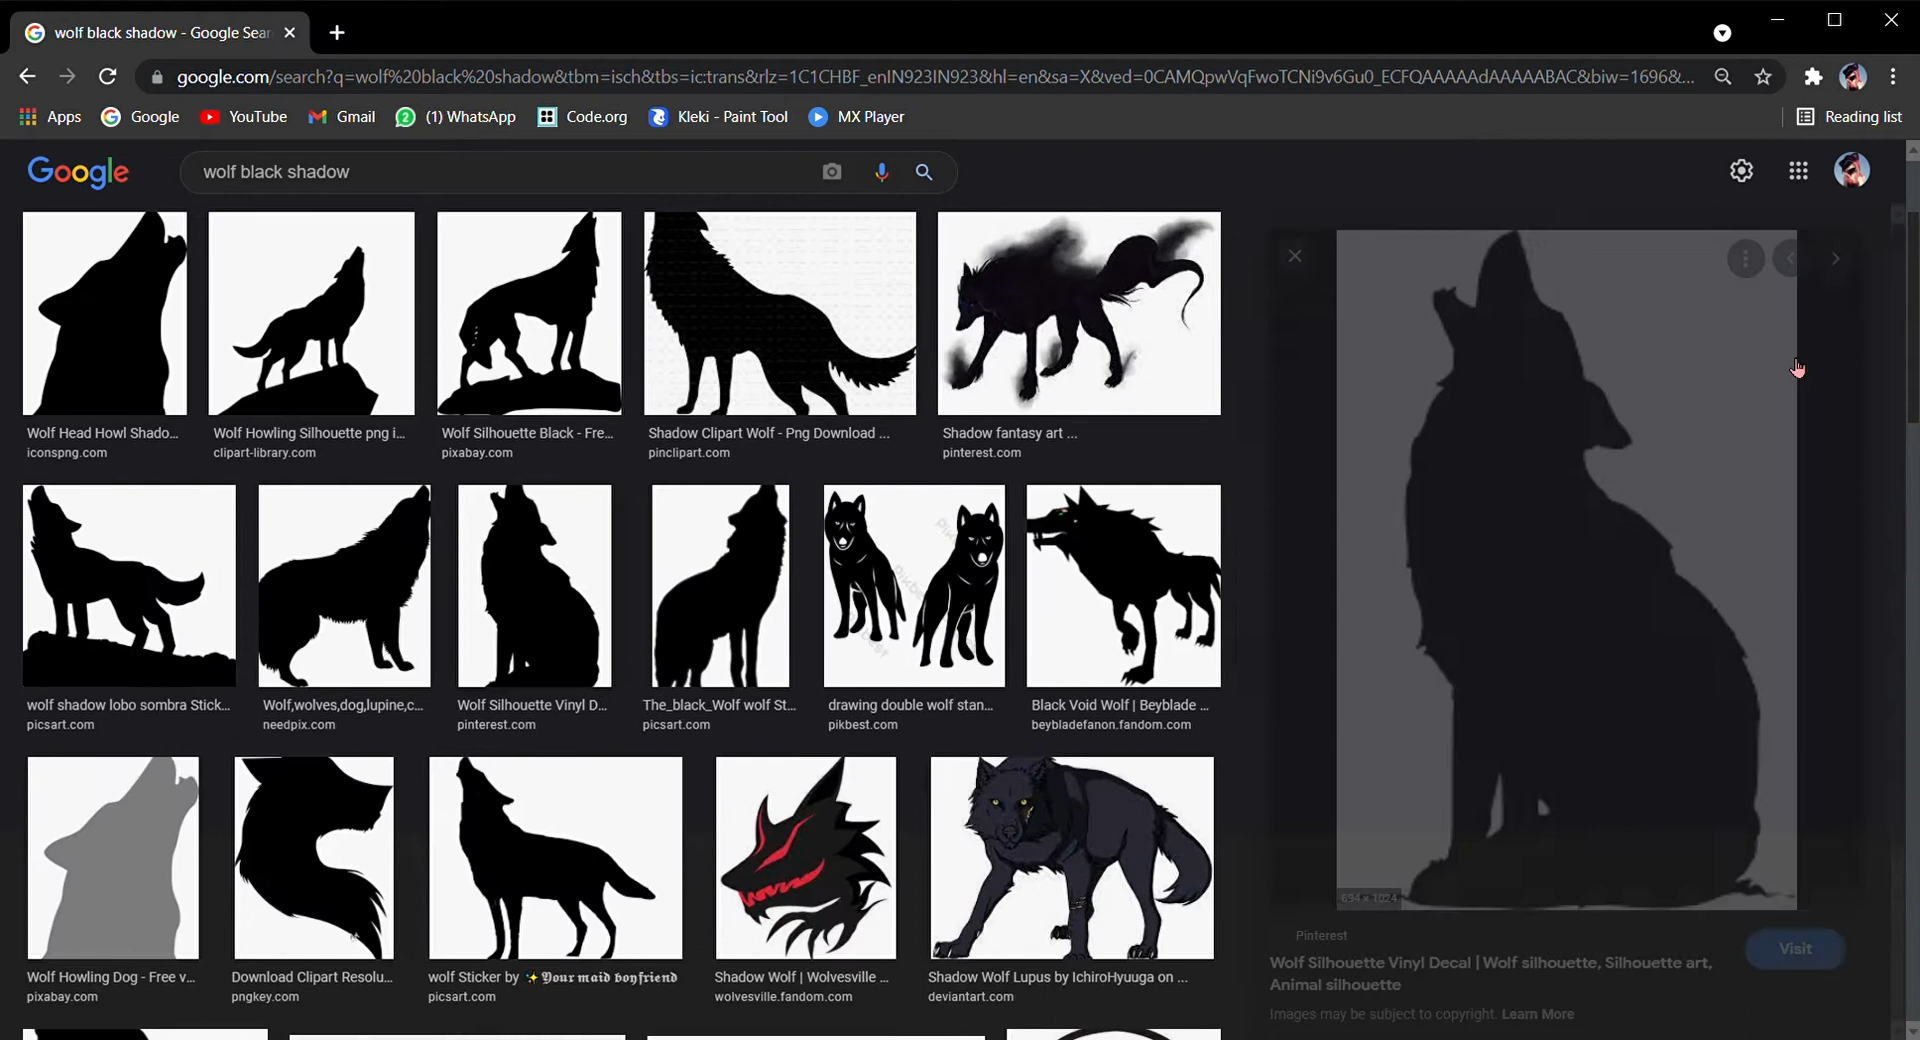 wolf black shadow - Google Sear
google.com/search?q=wolf%20black%20shadow&tbm=isch&tbs=ic:trans&rlz=1C1CHBF_enIN923IN923&hl=en&sa=X&ved=0CAMQpwVqFwoTCNi9v6Gu0_ECFQAAAAAdAAAAABAC&biw=1696&...
Apps Google YouTube Gmail (1) WhatsApp Code.org Kleki - Paint Tool MX Player Reading list
Google wolf black shadow
Wolf Head Howl Shado... Wolf Howling Silhouette png i... Wolf Silhouette Black - Fre... Shadow Clipart Wolf - Png Download ... Shadow fantasy art ...
iconspng.com clipart-library.com pixabay.com pinclipart.com pinterest.com
wolf shadow lobo sombra Stick... Wolf,wolves,dog,lupine,c... Wolf Silhouette Vinyl D... The_black_Wolf wolf St... drawing double wolf stan... Black Void Wolf | Beyblade ...
picsart.com needpix.com pinterest.com picsart.com pikbest.com beybladefanon.fandom.com
Wolf Howling Dog - Free v... Download Clipart Resolu... wolf Sticker by ✨𝖄𝖔𝖚𝖗 𝖒𝖆𝖎𝖉 𝖇𝖔𝖞𝖋𝖗𝖎𝖊𝖓𝖉 Shadow Wolf | Wolvesville ... Shadow Wolf Lupus by IchiroHyuuga on ...
pixabay.com pngkey.com picsart.com wolvesville.fandom.com deviantart.com
694 × 1024
Pinterest
Visit
Wolf Silhouette Vinyl Decal | Wolf silhouette, Silhouette art,
Animal silhouette
Images may be subject to copyright. Learn More